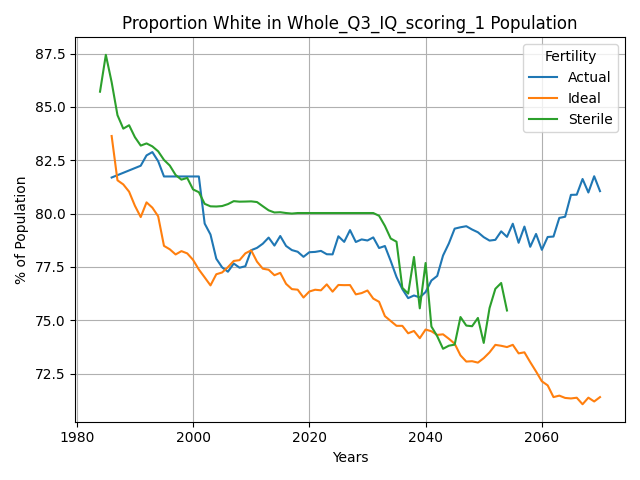 Proportion White in Whole_Q3_IQ_scoring_1 Population
Fertility
Actual
Ideal
Sterile
% of Population
87.5
85.0
82.5
80.0
77.5
75.0
72.5
1980
2000
2020
2040
2060
Years